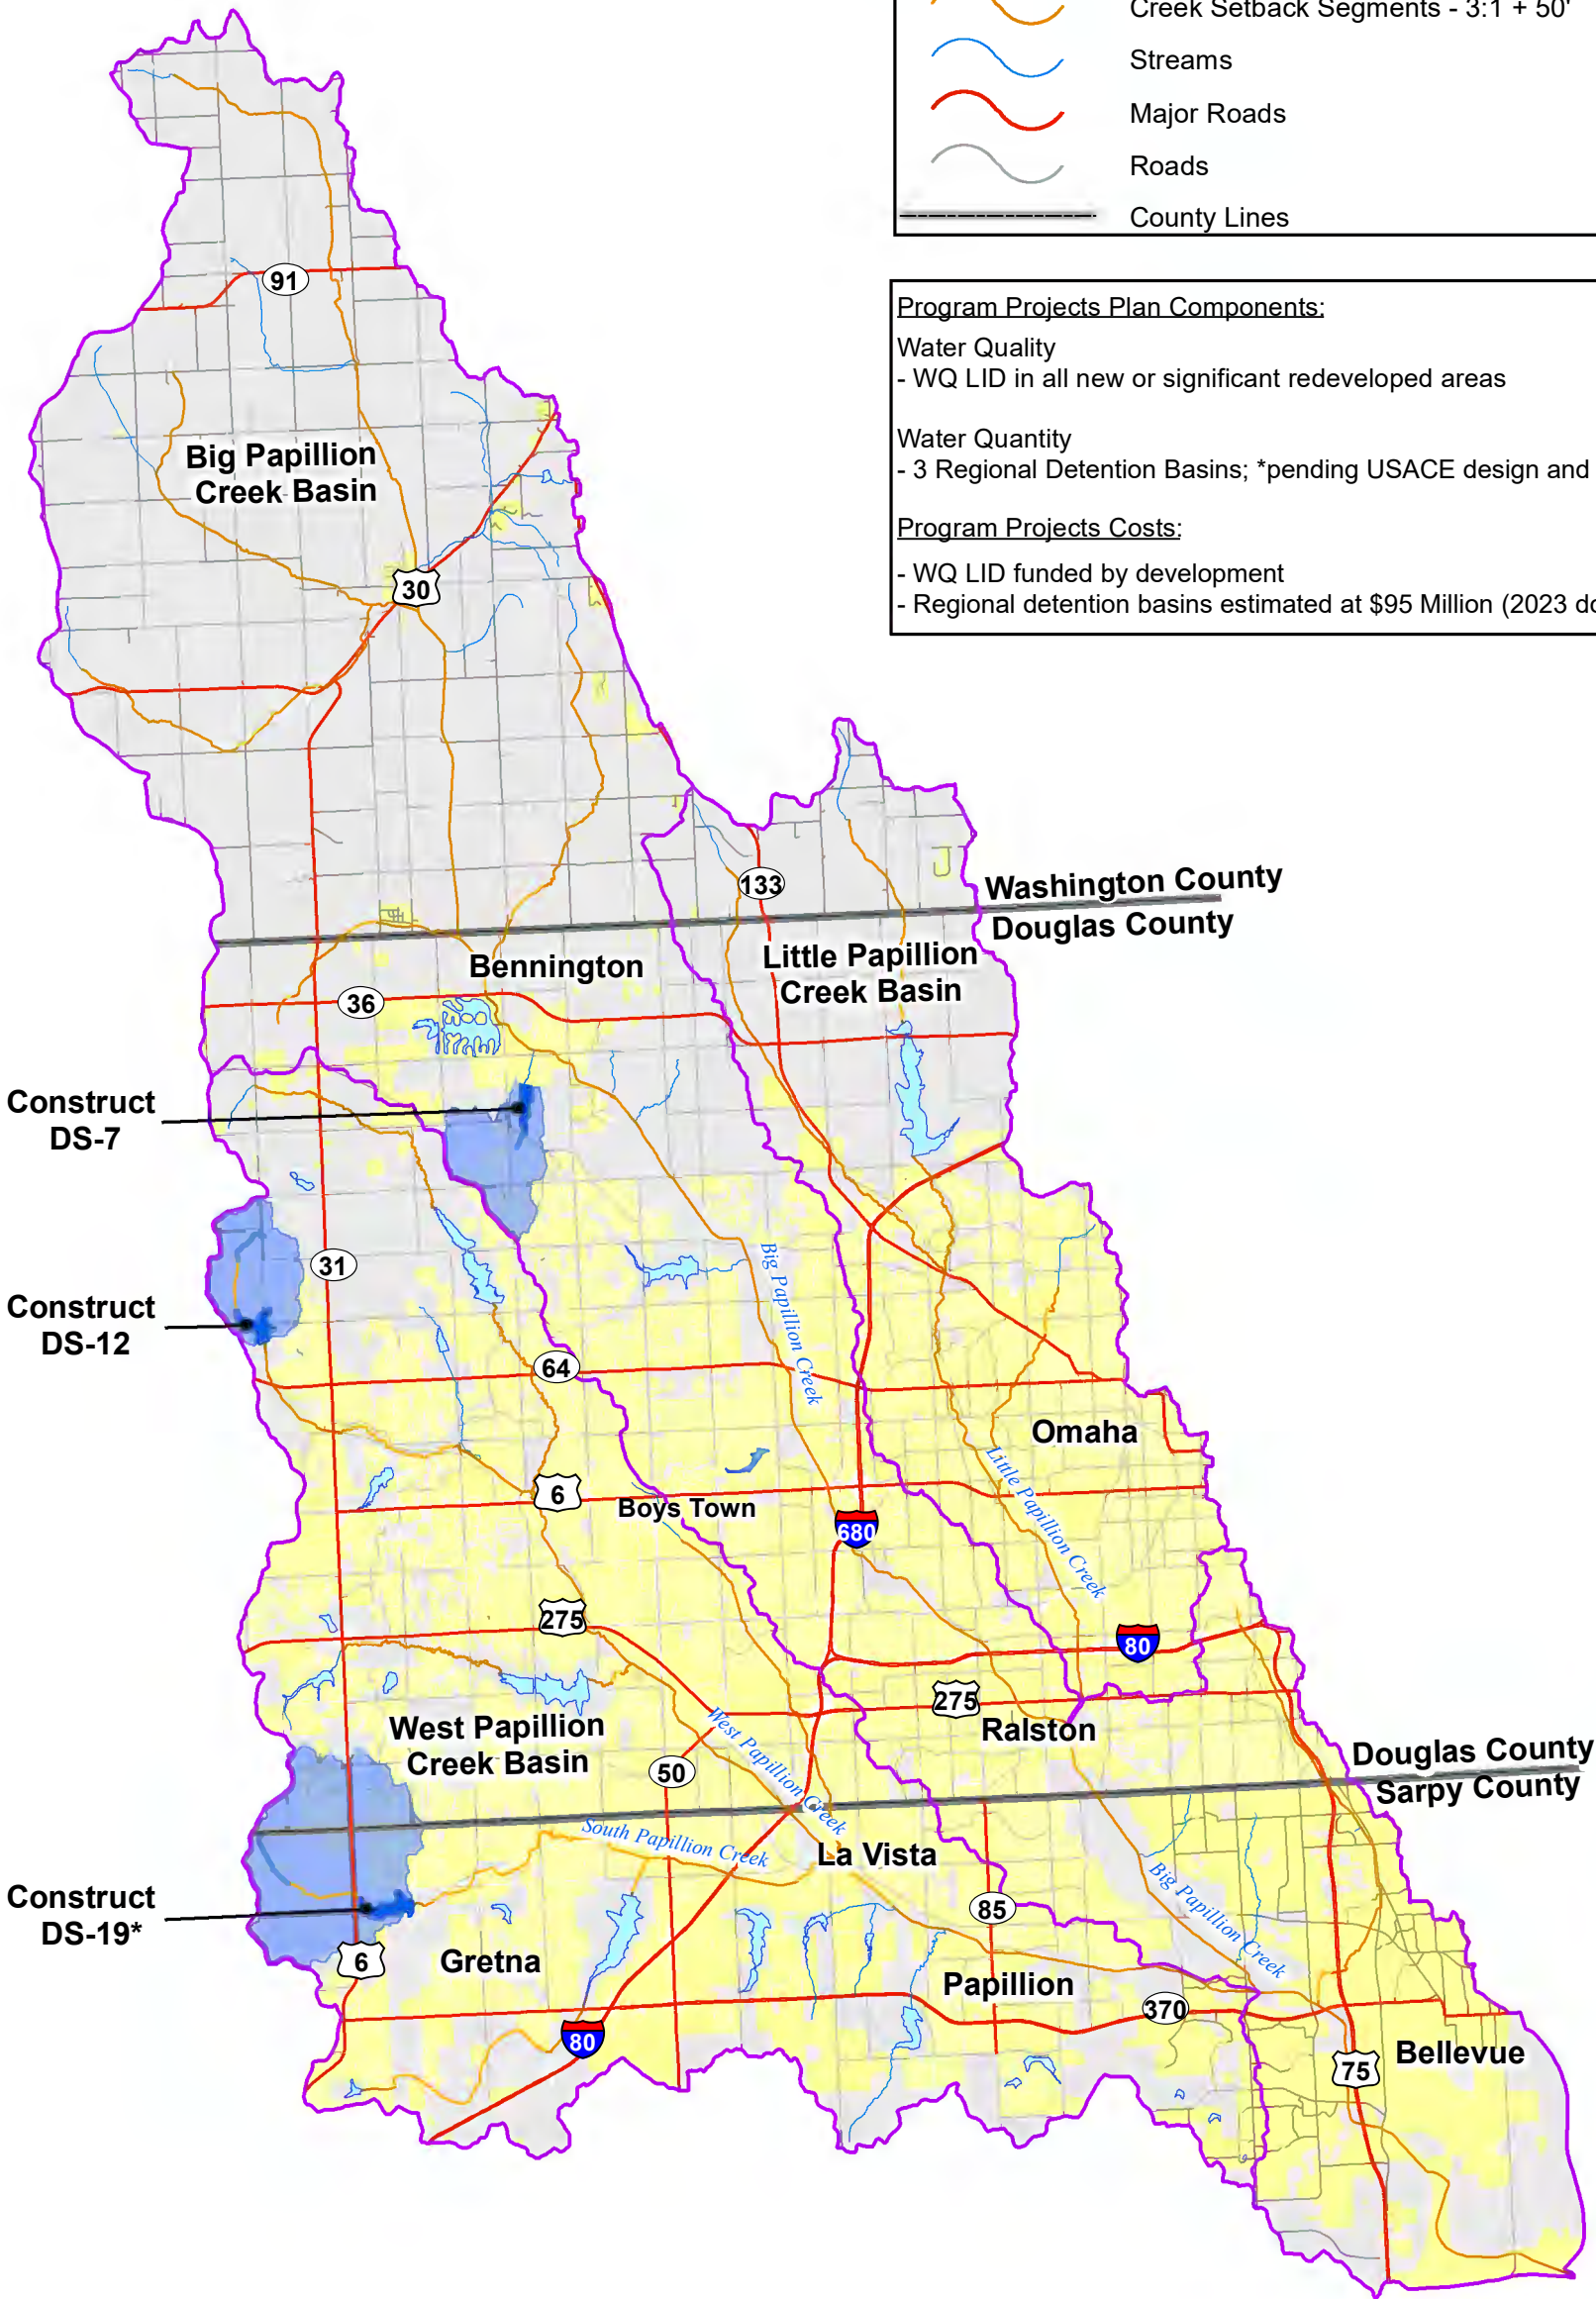 Creek Setback Segments - 3:1 + 50'
Streams
Major Roads
Roads
County Lines
Program Projects Plan Components:
Water Quality
- WQ LID in all new or significant redeveloped areas
Water Quantity
- 3 Regional Detention Basins; *pending USACE design and
Program Projects Costs:
- WQ LID funded by development
- Regional detention basins estimated at $95 Million (2023 do
91
Big Papillion
Creek Basin
30
133
Washington County
Douglas County
Bennington
Little Papillion
Creek Basin
36
Construct
DS-7
31
Construct
DS-12
Big Papillion Creek
64
Omaha
Little Papillion Creek
6
Boys Town
680
275
80
275
Ralston
West Papillion
Creek Basin
West Papillion Creek
50
Douglas County
Sarpy County
South Papillion Creek
La Vista
Big Papillion Creek
Construct
DS-19*
85
6
Gretna
Papillion
370
80
75
Bellevue